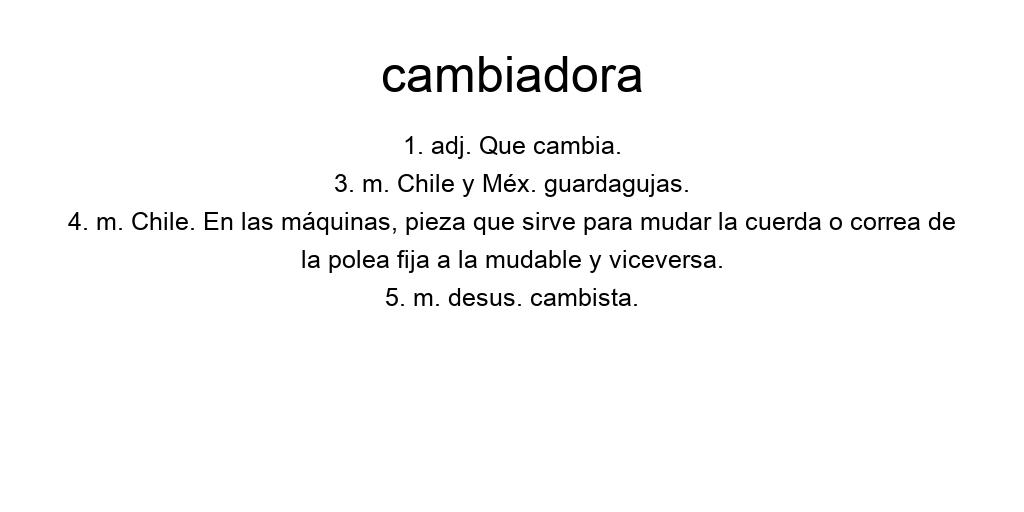 cambiadora
1. adj. Que cambia.
3. m. Chile y Méx. guardagujas.
4. m. Chile. En las máquinas, pieza que sirve para mudar la cuerda o correa de
la polea fija a la mudable y viceversa.
5. m. desus. cambista.